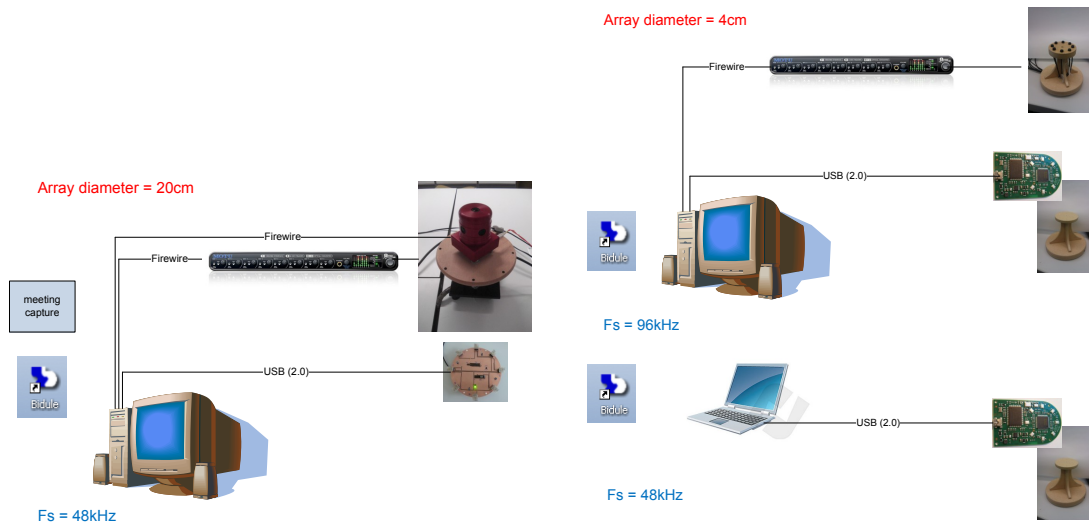 Array diameter = 20cm
Firewire
Firewire
meeting
capture
USB (2.0)
Bidule
Fs = 48kHz
Array diameter = 4cm
Firewire
USB (2.0)
Bidule
Fs = 96kHz
Bidule
USB (2.0)
Fs = 48kHz